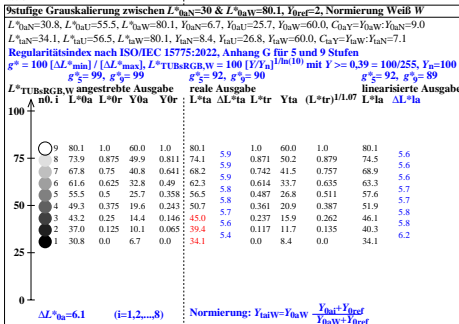 9stufige Grauskalierung zwischen L*0aN=30 & L*0aW=80.1, Y0ref=2, Normierung Weiß W
L*0aN=30.8, L*0aU=55.5, L*0aW=80.1, Y0aN=6.7, Y0aU=25.7, Y0aW=60.0, C0aY=Y0aW:Y0aN=9.0
L*taN=34.1, L*taU=56.5, L*taW=80.1, YtaN=8.4, YtaU=26.8, YtaW=60.0, CtaY=YtaW:YtaN=7.1
Regularitätsindex nach ISO/IEC 15775:2022, Anhang G für 5 und 9 Stufen
g* = 100 [ΔL*min] / [ΔL*max], L*TUBsRGB,W = 100 [Y/Yn]1/ln(10) mit Y >= 0,39 = 100/255, Yn=100
g*5= 99, g*9= 99 g*5= 92, g*9= 90 g*5= 92, g*9= 89
L*TUBsRGB,W angestrebte Ausgabe reale Ausgabe linearisierte Ausgabe
n0. i L*0a L*0r Y0a Y0r L*ta ΔL*ta L*tr Yta (L*tr)1/1.07 L*la ΔL*la
100
9 80.1 1.0 60.0 1.0 80.1 1.0 60.0 1.0 80.1
5.9 5.6
8 73.9 0.875 49.9 0.811 74.1 0.871 50.2 0.879 74.5
5.9 5.6
75
7 67.8 0.75 40.8 0.641 68.2 0.742 41.5 0.757 68.9
5.9 5.6
6 61.6 0.625 32.8 0.49 62.3 0.614 33.7 0.635 63.3
5.8 5.7
5 55.5 0.5 25.7 0.358 56.5 0.487 26.8 0.511 57.6
5.8 5.7
50
4 49.3 0.375 19.6 0.243 50.7 0.361 20.9 0.387 51.9
5.7 5.8
3 43.2 0.25 14.4 0.146 45.0 0.237 15.9 0.262 46.1
5.6 5.8
2 37.0 0.125 10.1 0.065 39.4 0.117 11.7 0.135 40.3
5.4 6.2
1 30.8 0.0 6.7 0.0 34.1 0.0 8.4 0.0 34.1
25
0
ΔL*0a=6.1 (i=1,2,...,8) Normierung: YtaiW=Y0aW Y0ai+Y0ref
Y0aW+Y0ref